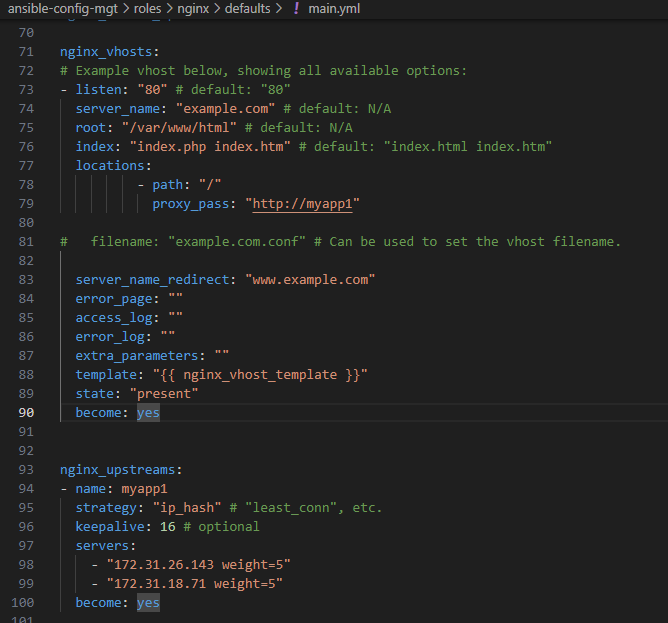 ansible-config-mgt > roles > nginx > defaults > ! main.yml
70
71 nginx_vhosts:
72 # Example vhost below, showing all available options:
73 - listen: "80" # default: "80"
74   server_name: "example.com" # default: N/A
75   root: "/var/www/html" # default: N/A
76   index: "index.php index.htm" # default: "index.html index.htm"
77   locations:
78           - path: "/"
79             proxy_pass: "http://myapp1"
80
81 #   filename: "example.com.conf" # Can be used to set the vhost filename.
82
83   server_name_redirect: "www.example.com"
84   error_page: ""
85   access_log: ""
86   error_log: ""
87   extra_parameters: ""
88   template: "{{ nginx_vhost_template }}"
89   state: "present"
90   become: yes
91
92
93 nginx_upstreams:
94 - name: myapp1
95   strategy: "ip_hash" # "least_conn", etc.
96   keepalive: 16 # optional
97   servers:
98     - "172.31.26.143 weight=5"
99     - "172.31.18.71 weight=5"
100   become: yes
101